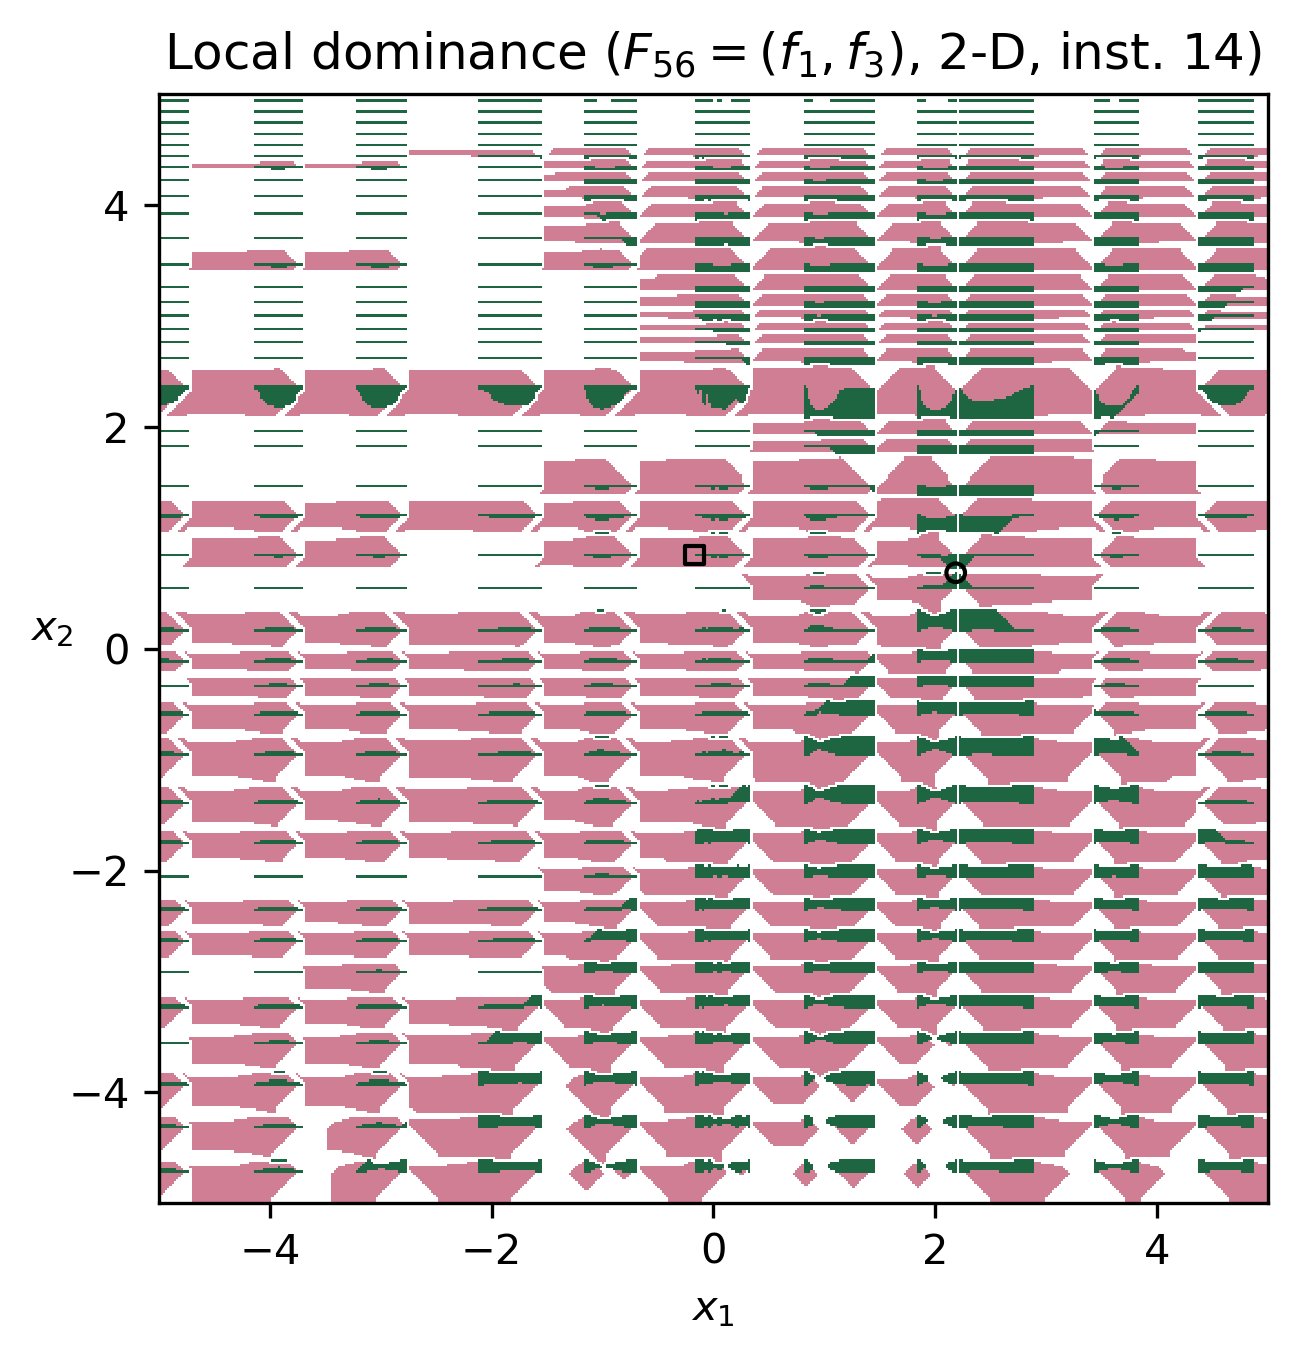 Local dominance (F₅₆ = (f₁, f₃), 2-D, inst. 14)
4
2
x₂
0
−2
−4
−4 −2 0 2 4
x₁